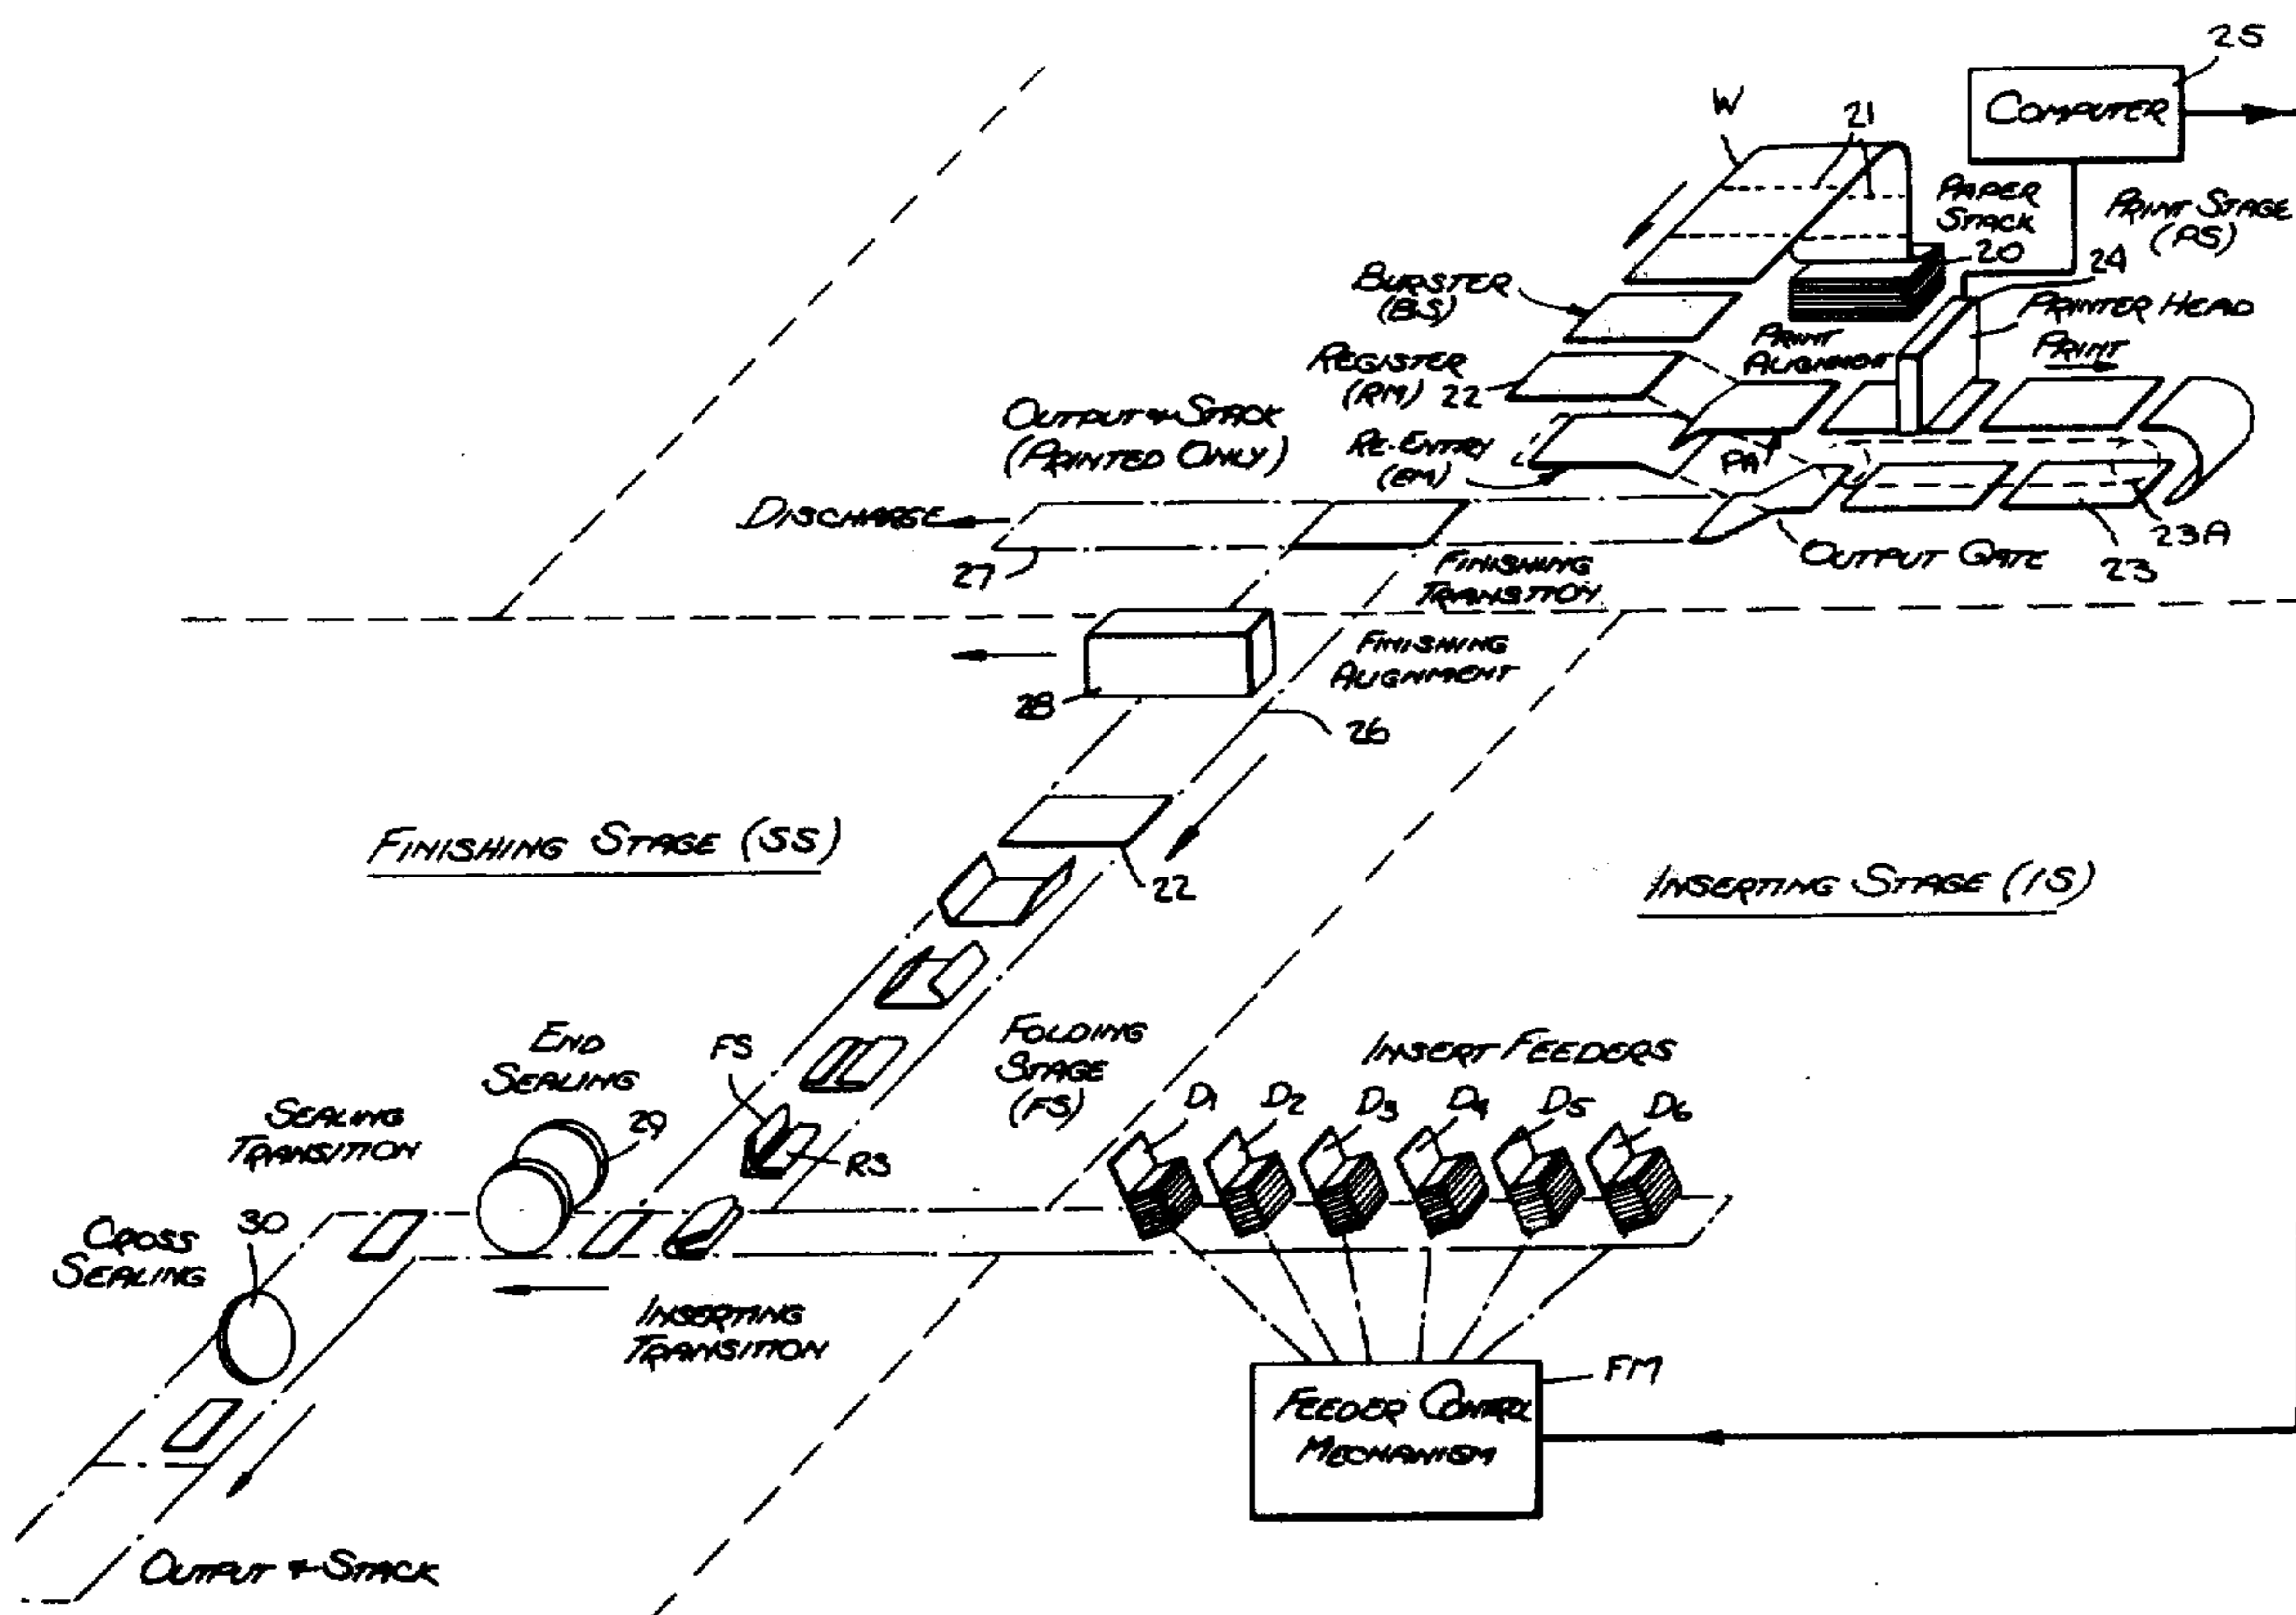 25
COMPUTER
W
21
PAPER
STACK
20
PRINT STAGE
(PS)
24
PRINTER HEAD
PRINT
BURSTER
(BS)
PRINT
ALIGNMENT
REGISTER
(RM) 22
OUTPUT & STACK
(PRINTED ONLY)
RE-ENTRY
(EM)
PA
DISCHARGE
27
OUTPUT GATE
23
23A
FINISHING
TRANSITION
FINISHING
ALIGNMENT
28
26
22
FINISHING STAGE (SS)
INSERTING STAGE (IS)
FOLDING
STAGE
(FS)
FS
RS
END
SEALING
29
SEALING
TRANSITION
CROSS
SEALING
30
INSERT FEEDERS
D1 D2 D3 D4 D5 D6
INSERTING
TRANSITION
FM
FEEDER CONTROL
MECHANISM
OUTPUT & STACK